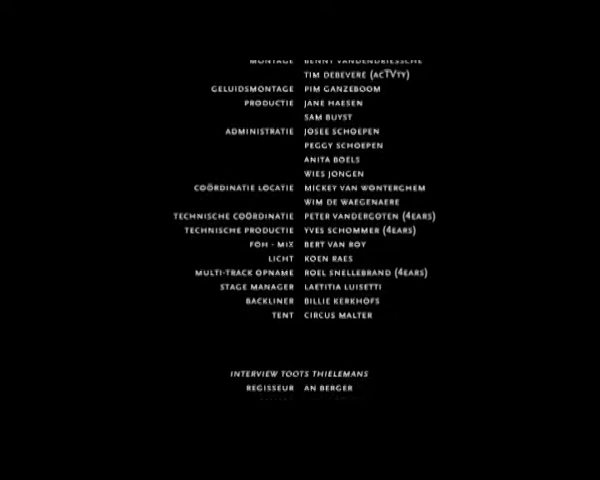 MONTAGE BENNY VANDENDRIESSCHE
TIM DEBEVERE (ACTVTY)
GELUIDSMONTAGE PIM GANZEBOOM
PRODUCTIE JANE HAESEN
SAM BUYST
ADMINISTRATIE JOSEE SCHOEPEN
PEGGY SCHOEPEN
ANITA BOELS
WIES JONGEN
COÖRDINATIE LOCATIE MICKEY VAN WONTERGHEM
WIM DE WAEGENAERE
TECHNISCHE COÖRDINATIE PETER VANDERGOTEN (4EARS)
TECHNISCHE PRODUCTIE YVES SCHOMMER (4EARS)
FOH - MIX BERT VAN ROY
LICHT KOEN RAES
MULTI-TRACK OPNAME ROEL SNELLEBRAND (4EARS)
STAGE MANAGER LAETITIA LUISETTI
BACKLINER BILLIE KERKHOFS
TENT CIRCUS MALTER
INTERVIEW TOOTS THIELEMANS
REGISSEUR AN BERGER